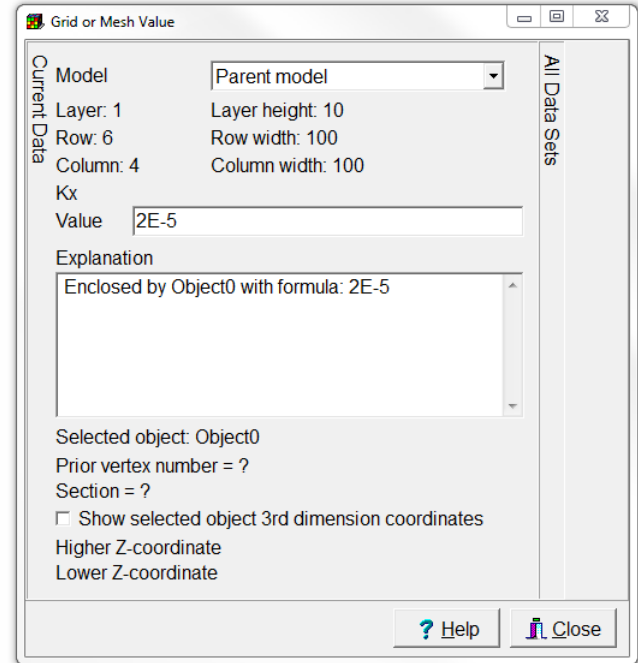 Grid or Mesh Value
Current Data
All Data Sets
Model Parent model
Layer: 1 Layer height: 10
Row: 6 Row width: 100
Column: 4 Column width: 100
Kx
Value 2E-5
Explanation
Enclosed by Object0 with formula: 2E-5
Selected object: Object0
Prior vertex number = ?
Section = ?
Show selected object 3rd dimension coordinates
Higher Z-coordinate
Lower Z-coordinate
? Help Close